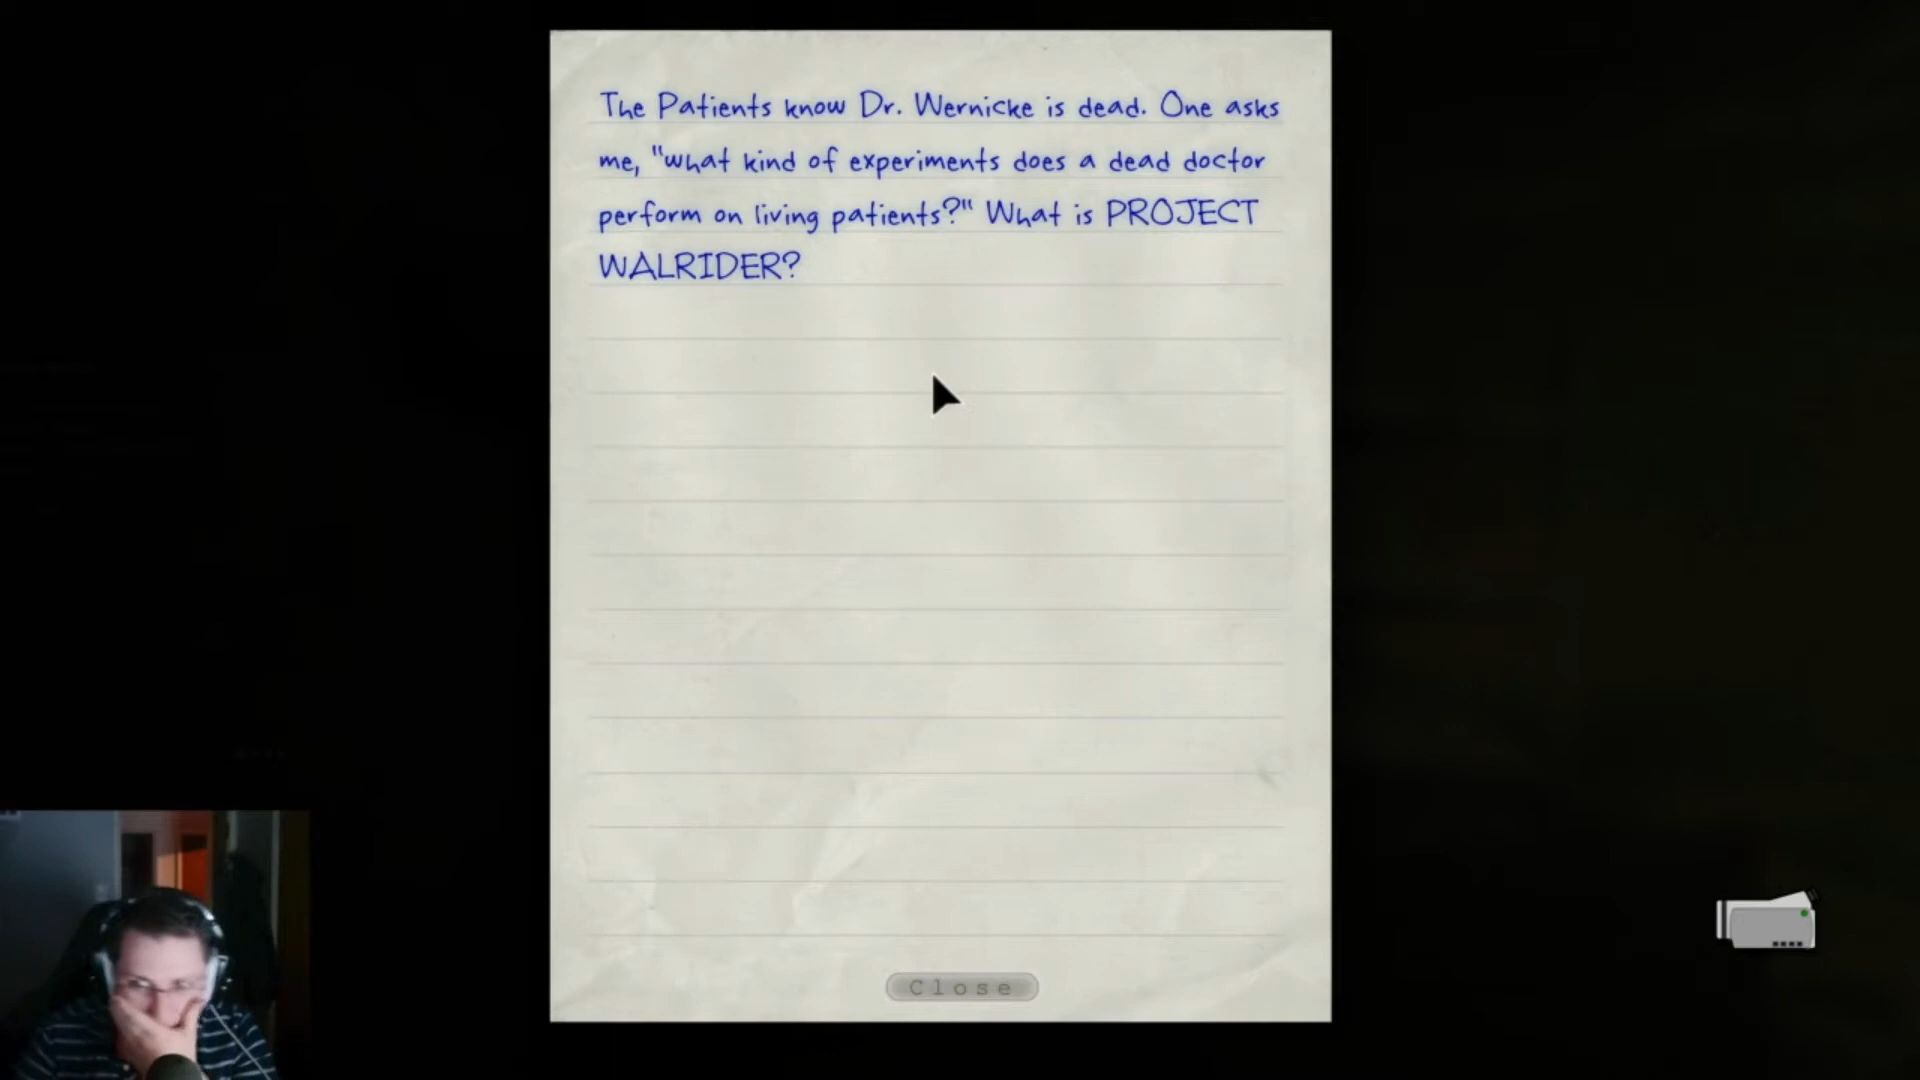 The Patients know Dr. Wernicke is dead. One asks
me, "what kind of experiments does a dead doctor
perform on living patients?" What is PROJECT
WALRIDER?
Close